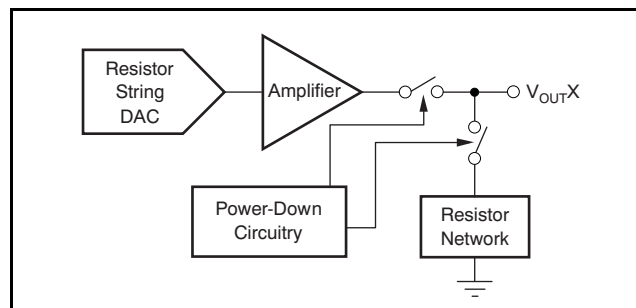 Resistor
String
DAC
Amplifier
VOUTX
Power-Down
Circuitry
Resistor
Network